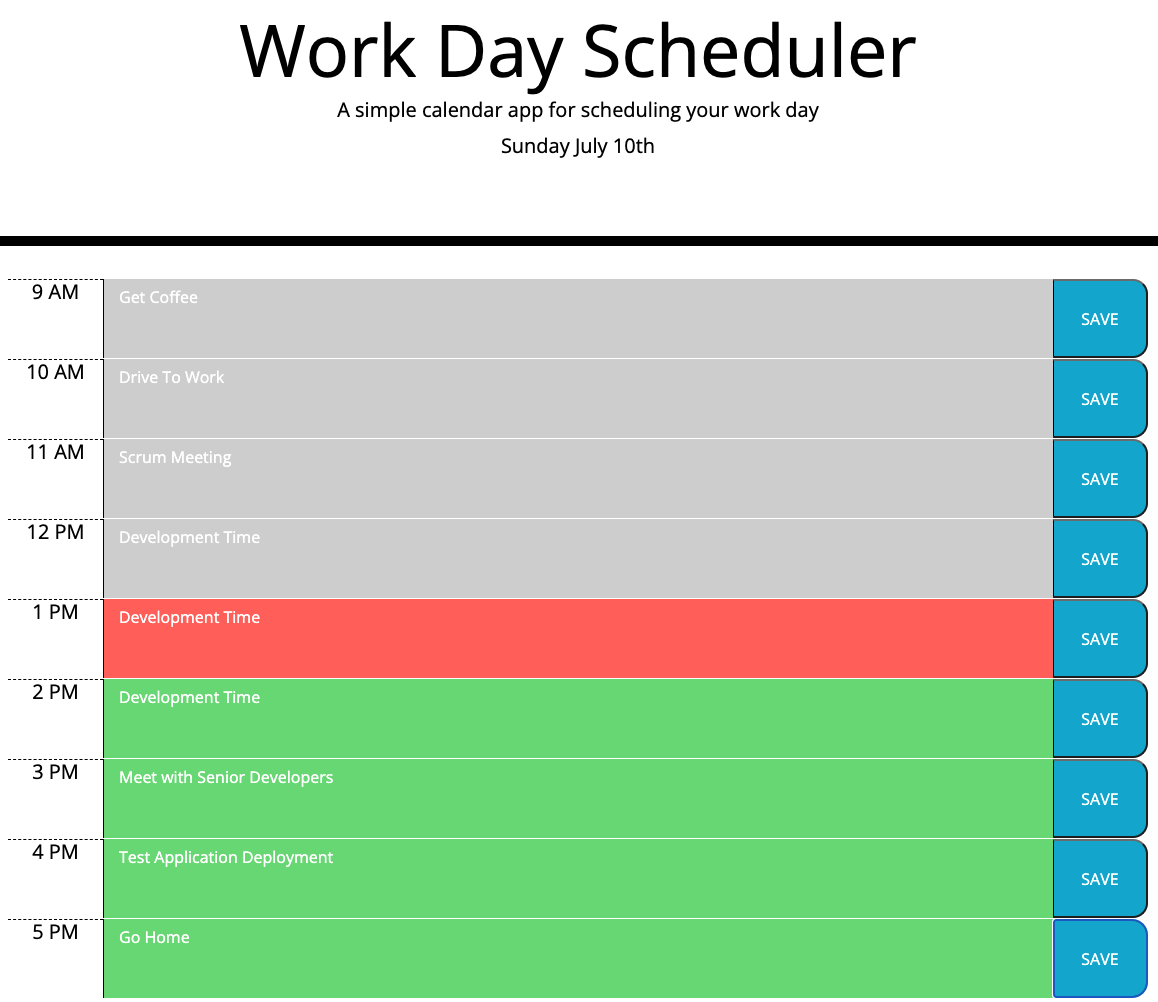 Work Day Scheduler
A simple calendar app for scheduling your work day
Sunday July 10th
9 AM Get Coffee SAVE
10 AM Drive To Work SAVE
11 AM Scrum Meeting SAVE
12 PM Development Time SAVE
1 PM Development Time SAVE
2 PM Development Time SAVE
3 PM Meet with Senior Developers SAVE
4 PM Test Application Deployment SAVE
5 PM Go Home SAVE